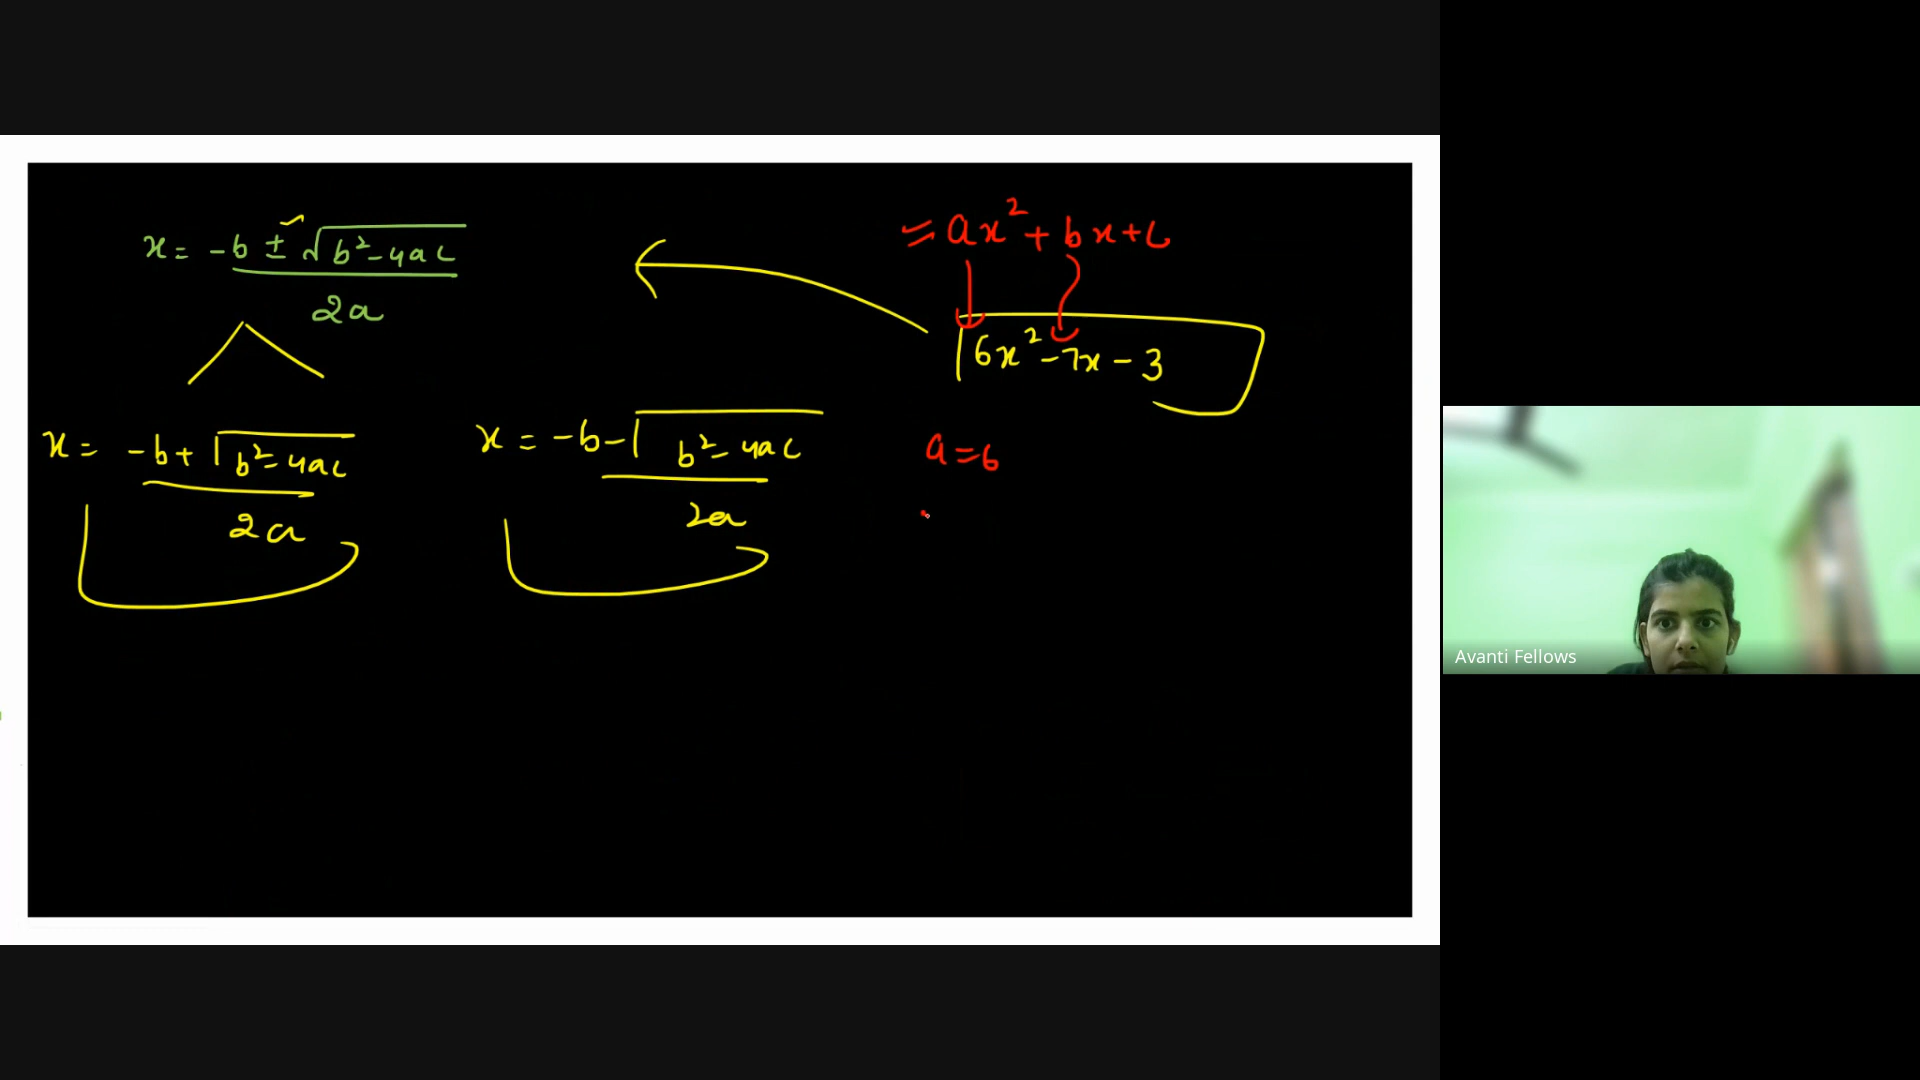 x = -b ± √b²-4ac
2a
x = -b + √b²-4ac
2a
x = -b - √b²-4ac
2a
= ax² + bx + c
6x² - 7x - 3
a = 6
Avanti Fellows